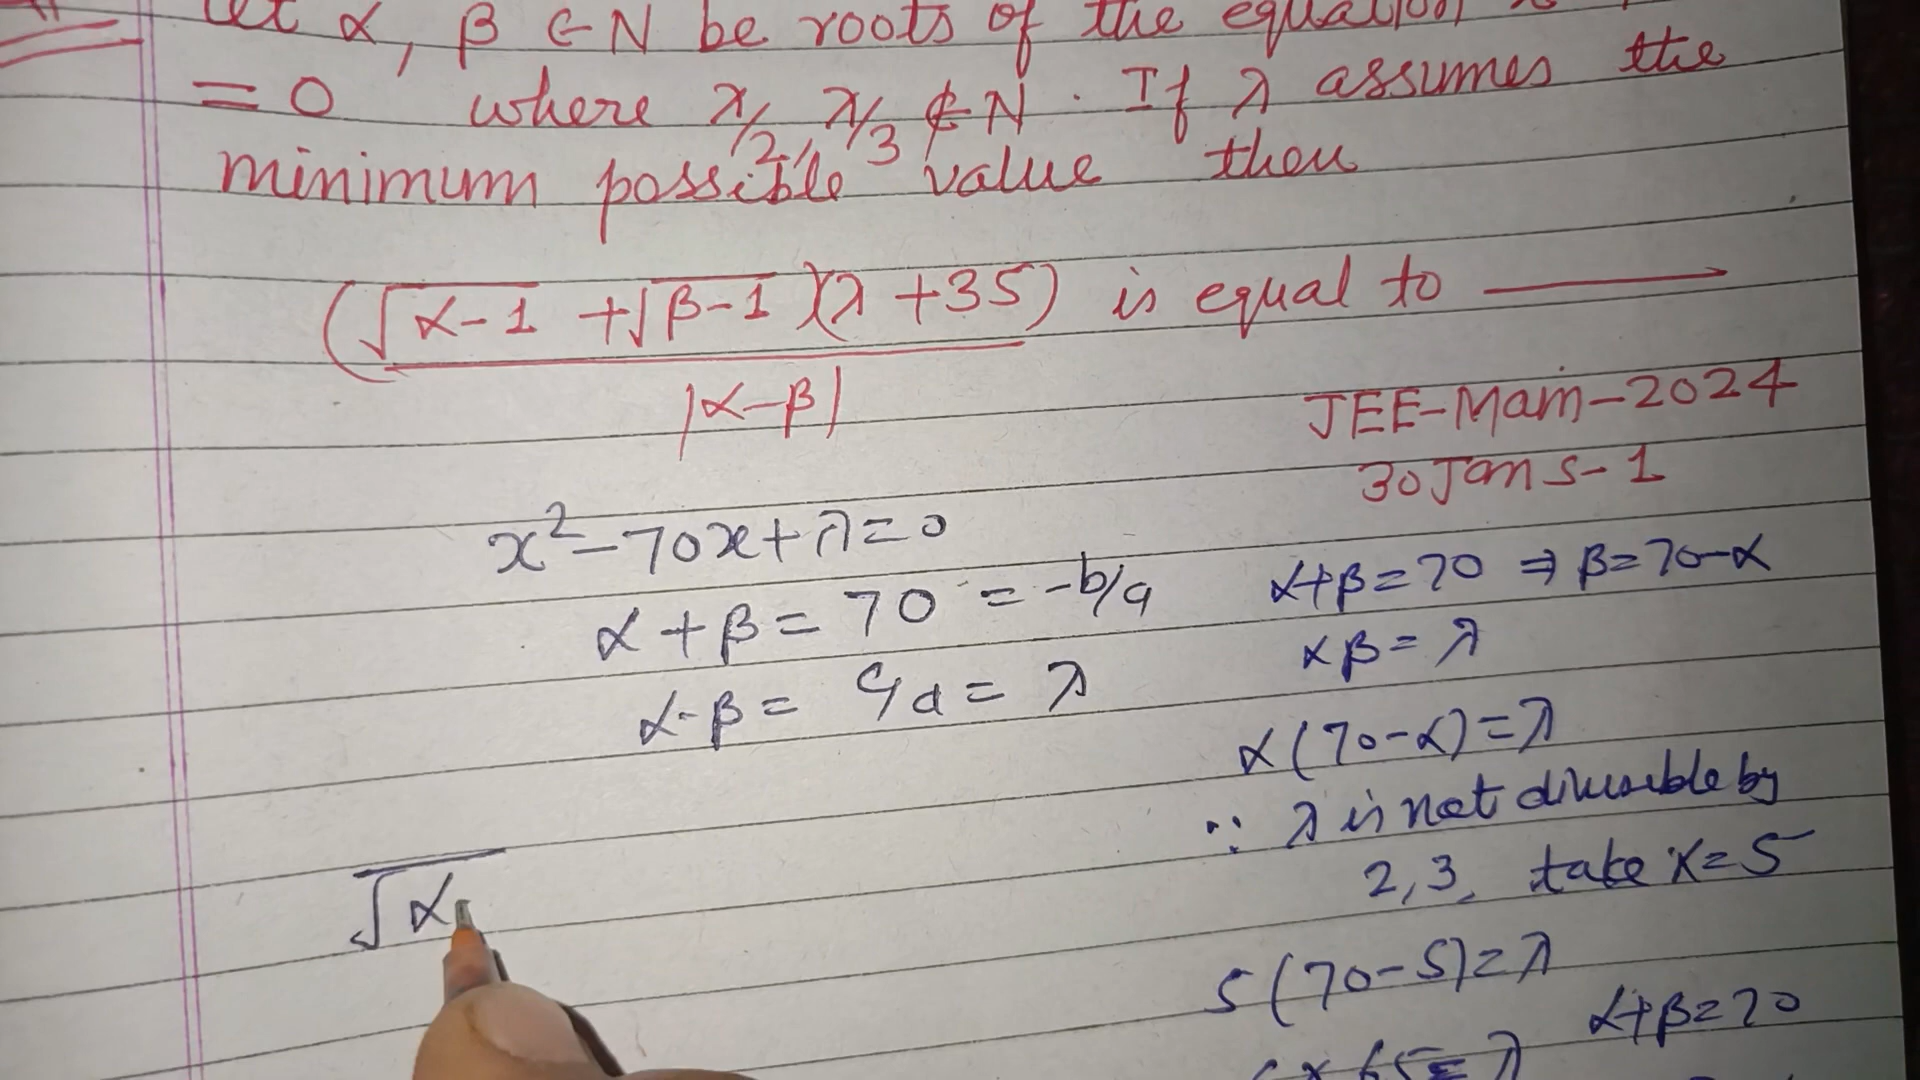 Let α, β ∈ N be roots of the equation
= 0 where λ/2, λ/3 ∉ N. If λ assumes the
minimum possible value then
(√α-1 + √β-1)(λ+35) is equal to ———
|α-β|
JEE-Main-2024
30 Jan S-1
x²-70x+λ=0
α+β = 70 = -b/a
α·β = c/a = λ
√α
α+β=70 ⇒ β=70-α
αβ=λ
α(70-α)=λ
∵ λ is not divisible by
2,3, take α=5
5(70-5)=λ
α+β=70
5×65=λ